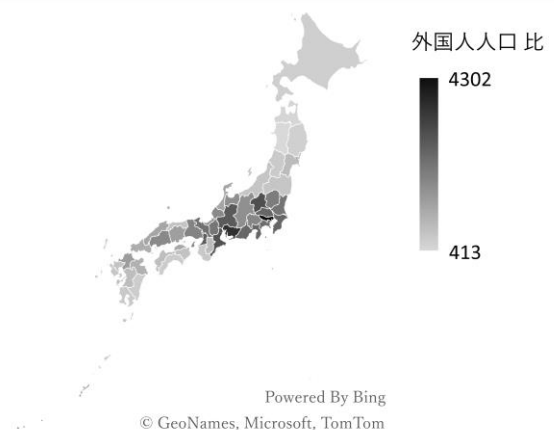 外国人人口 比
4302
413
Powered By Bing
© GeoNames, Microsoft, TomTom